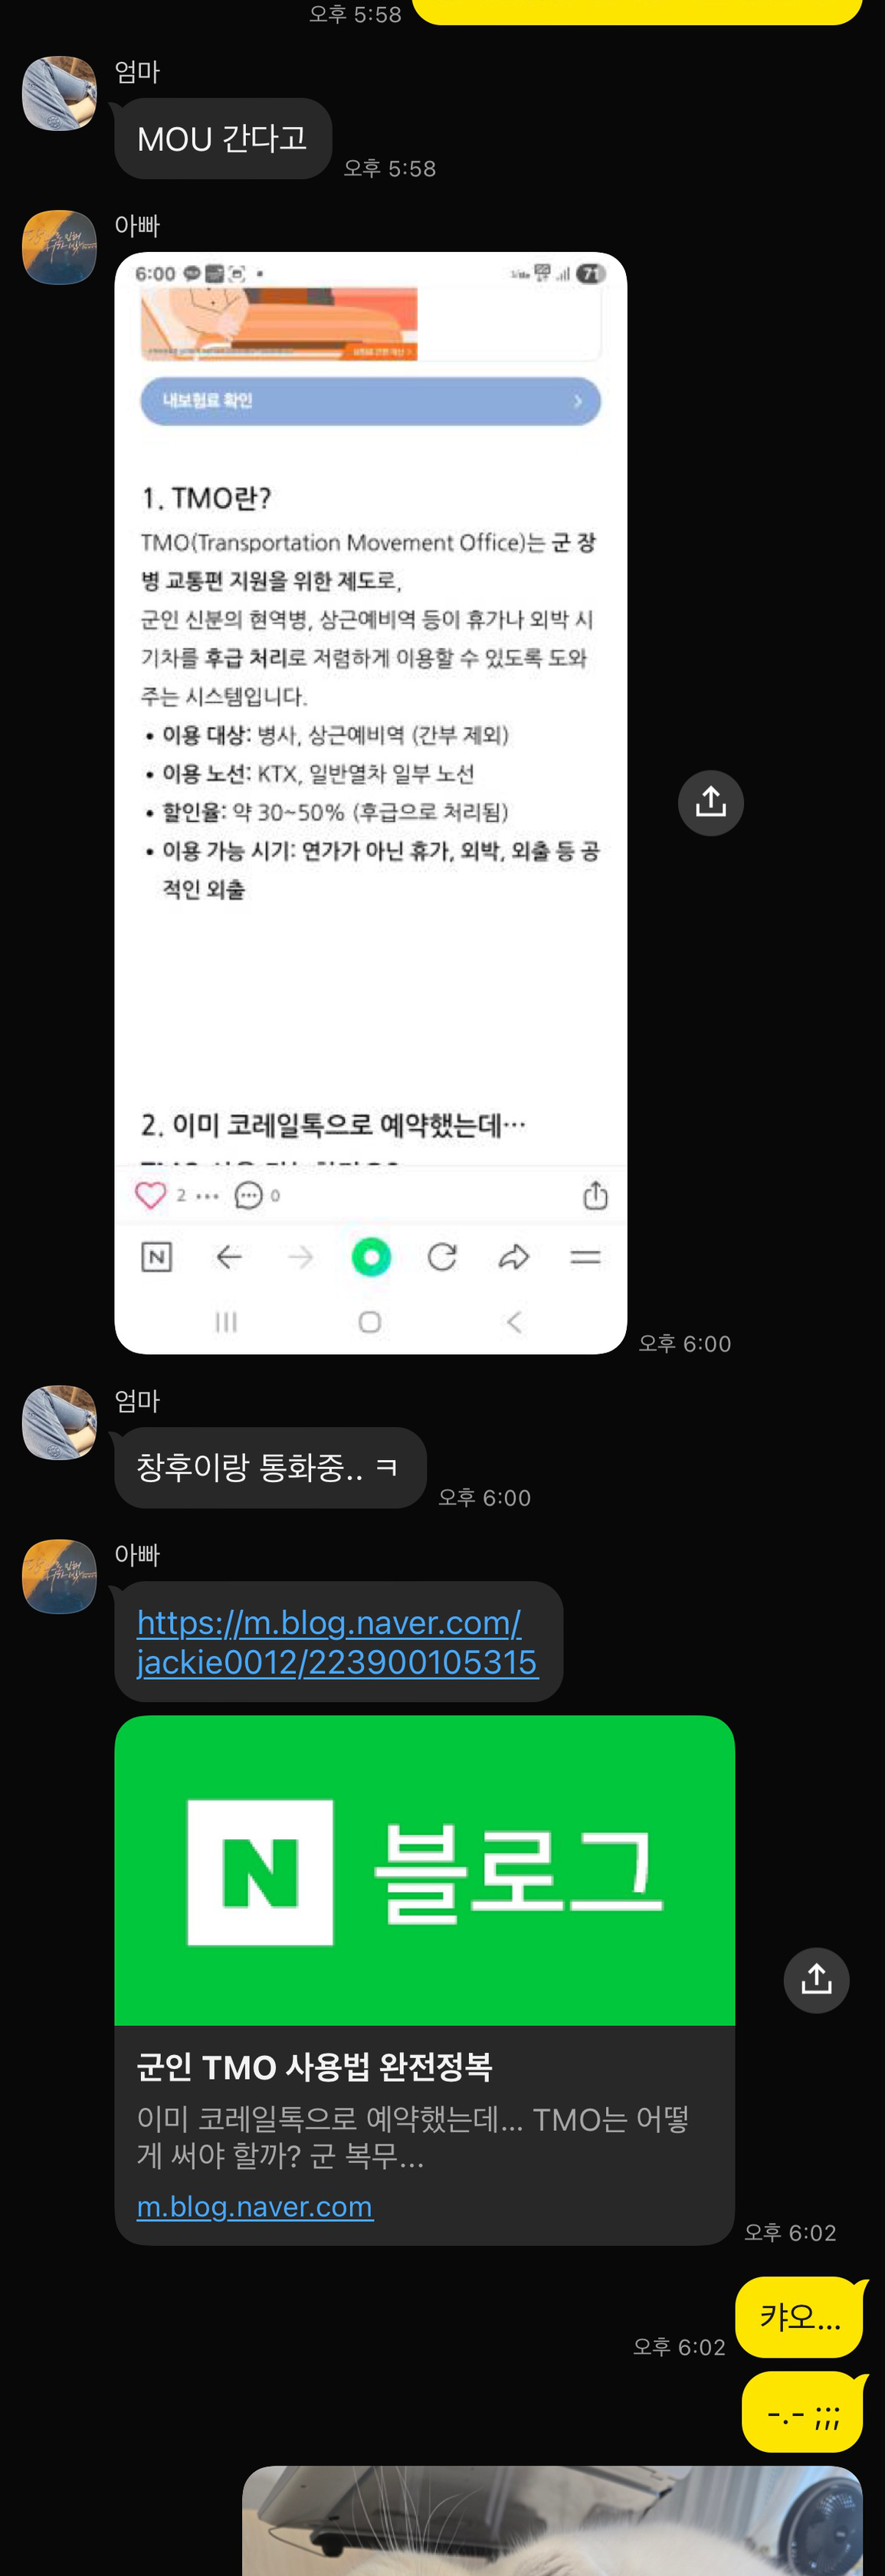 오후 5:58
엄마
MOU 간다고
오후 5:58
아빠
6:00
71
내보험료 확인
1. TMO란?
TMO(Transportation Movement Office)는 군 장
병 교통편 지원을 위한 제도로,
군인 신분의 현역병, 상근예비역 등이 휴가나 외박 시
기차를 후급 처리로 저렴하게 이용할 수 있도록 도와
주는 시스템입니다.
• 이용 대상: 병사, 상근예비역 (간부 제외)
• 이용 노선: KTX, 일반열차 일부 노선
• 할인율: 약 30~50% (후급으로 처리됨)
• 이용 가능 시기: 연가가 아닌 휴가, 외박, 외출 등 공
적인 외출
2. 이미 코레일톡으로 예약했는데…
2
0
N
오후 6:00
엄마
창후이랑 통화중.. ㅋ
오후 6:00
아빠
https://m.blog.naver.com/
jackie0012/223900105315
N 블로그
군인 TMO 사용법 완전정복
이미 코레일톡으로 예약했는데... TMO는 어떻
게 써야 할까? 군 복무...
m.blog.naver.com
오후 6:02
캬오...
오후 6:02
-.- ;;;